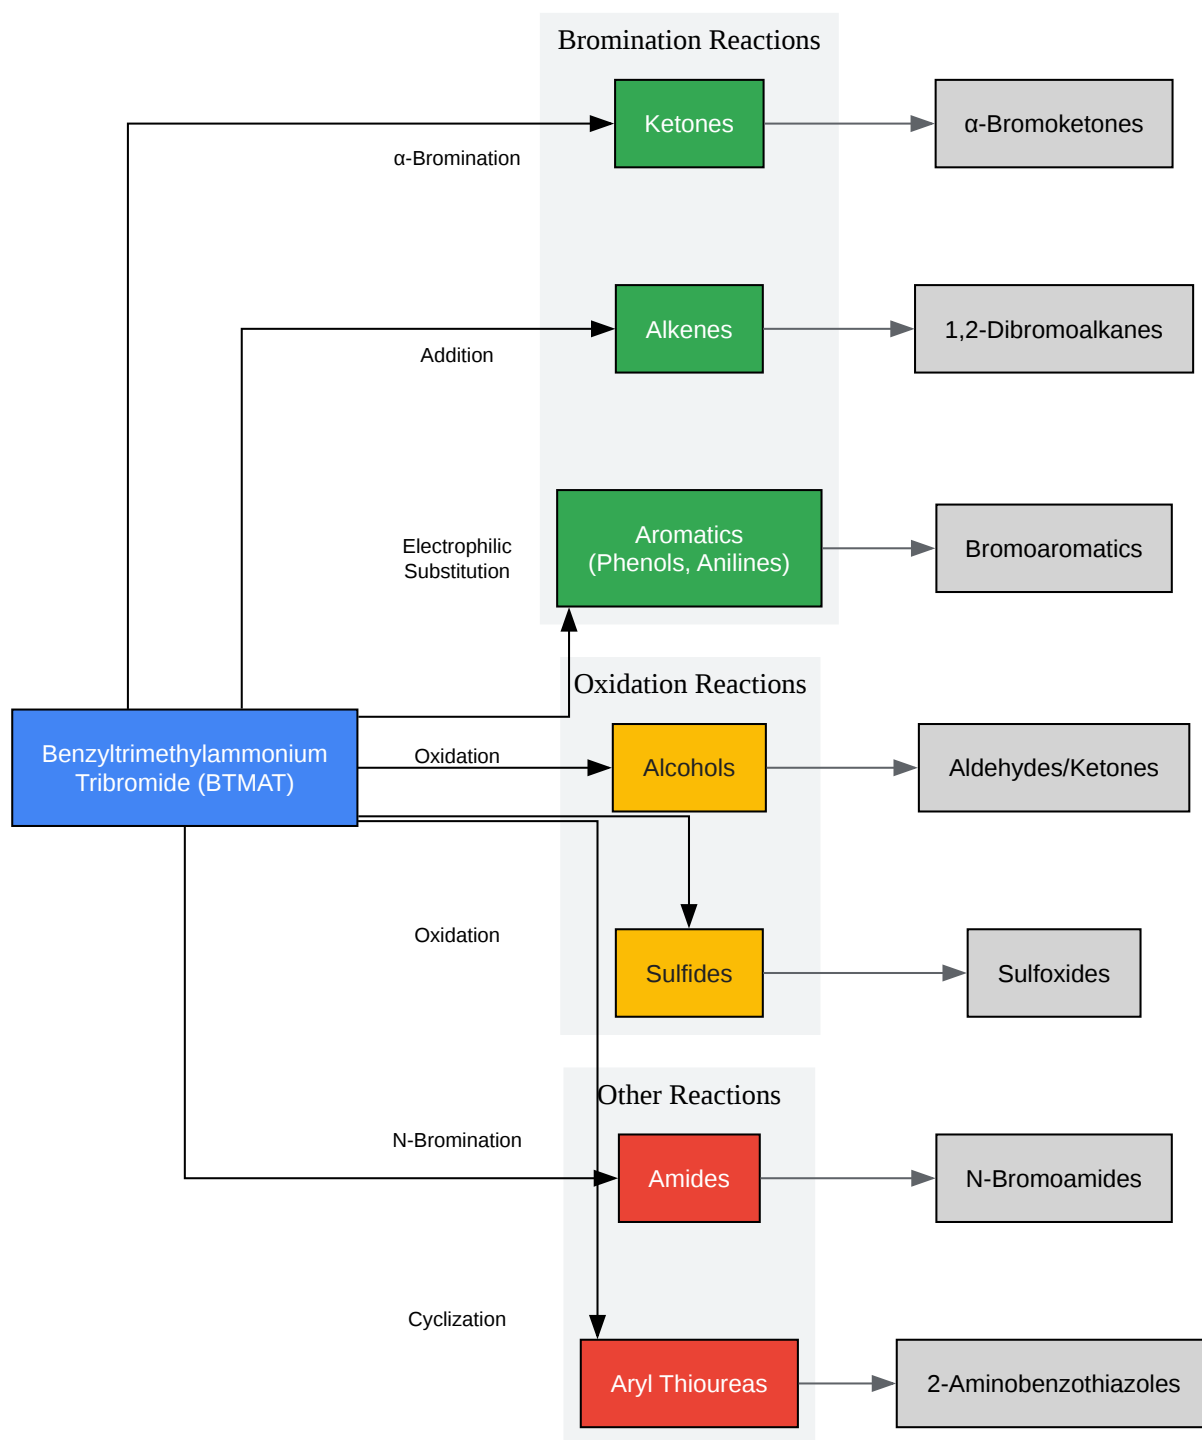 Bromination Reactions
Ketones
α-Bromoketones
α-Bromination
Alkenes
1,2-Dibromoalkanes
Addition
Aromatics
(Phenols, Anilines)
Bromoaromatics
Electrophilic
Substitution
Oxidation Reactions
Benzyltrimethylammonium
Tribromide (BTMAT)
Oxidation
Alcohols
Aldehydes/Ketones
Oxidation
Sulfides
Sulfoxides
Other Reactions
N-Bromination
Amides
N-Bromoamides
Cyclization
Aryl Thioureas
2-Aminobenzothiazoles